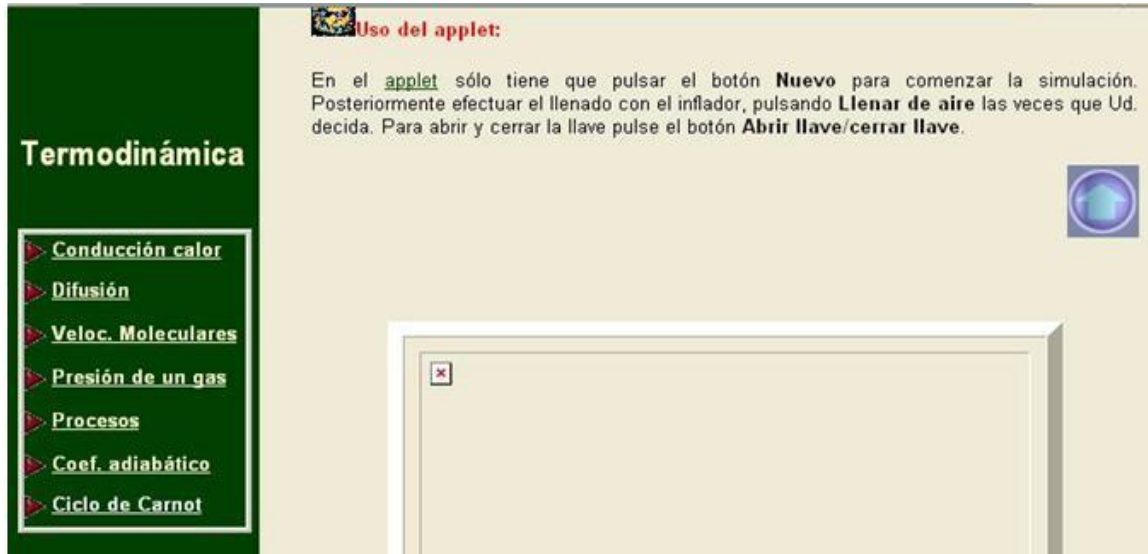 Uso del applet:
En el applet sólo tiene que pulsar el botón Nuevo para comenzar la simulación.
Posteriormente efectuar el llenado con el inflador, pulsando Llenar de aire las veces que Ud.
decida. Para abrir y cerrar la llave pulse el botón Abrir llave/cerrar llave.
Termodinámica
Conducción calor
Difusión
Veloc. Moleculares
Presión de un gas
Procesos
Coef. adiabático
Ciclo de Carnot